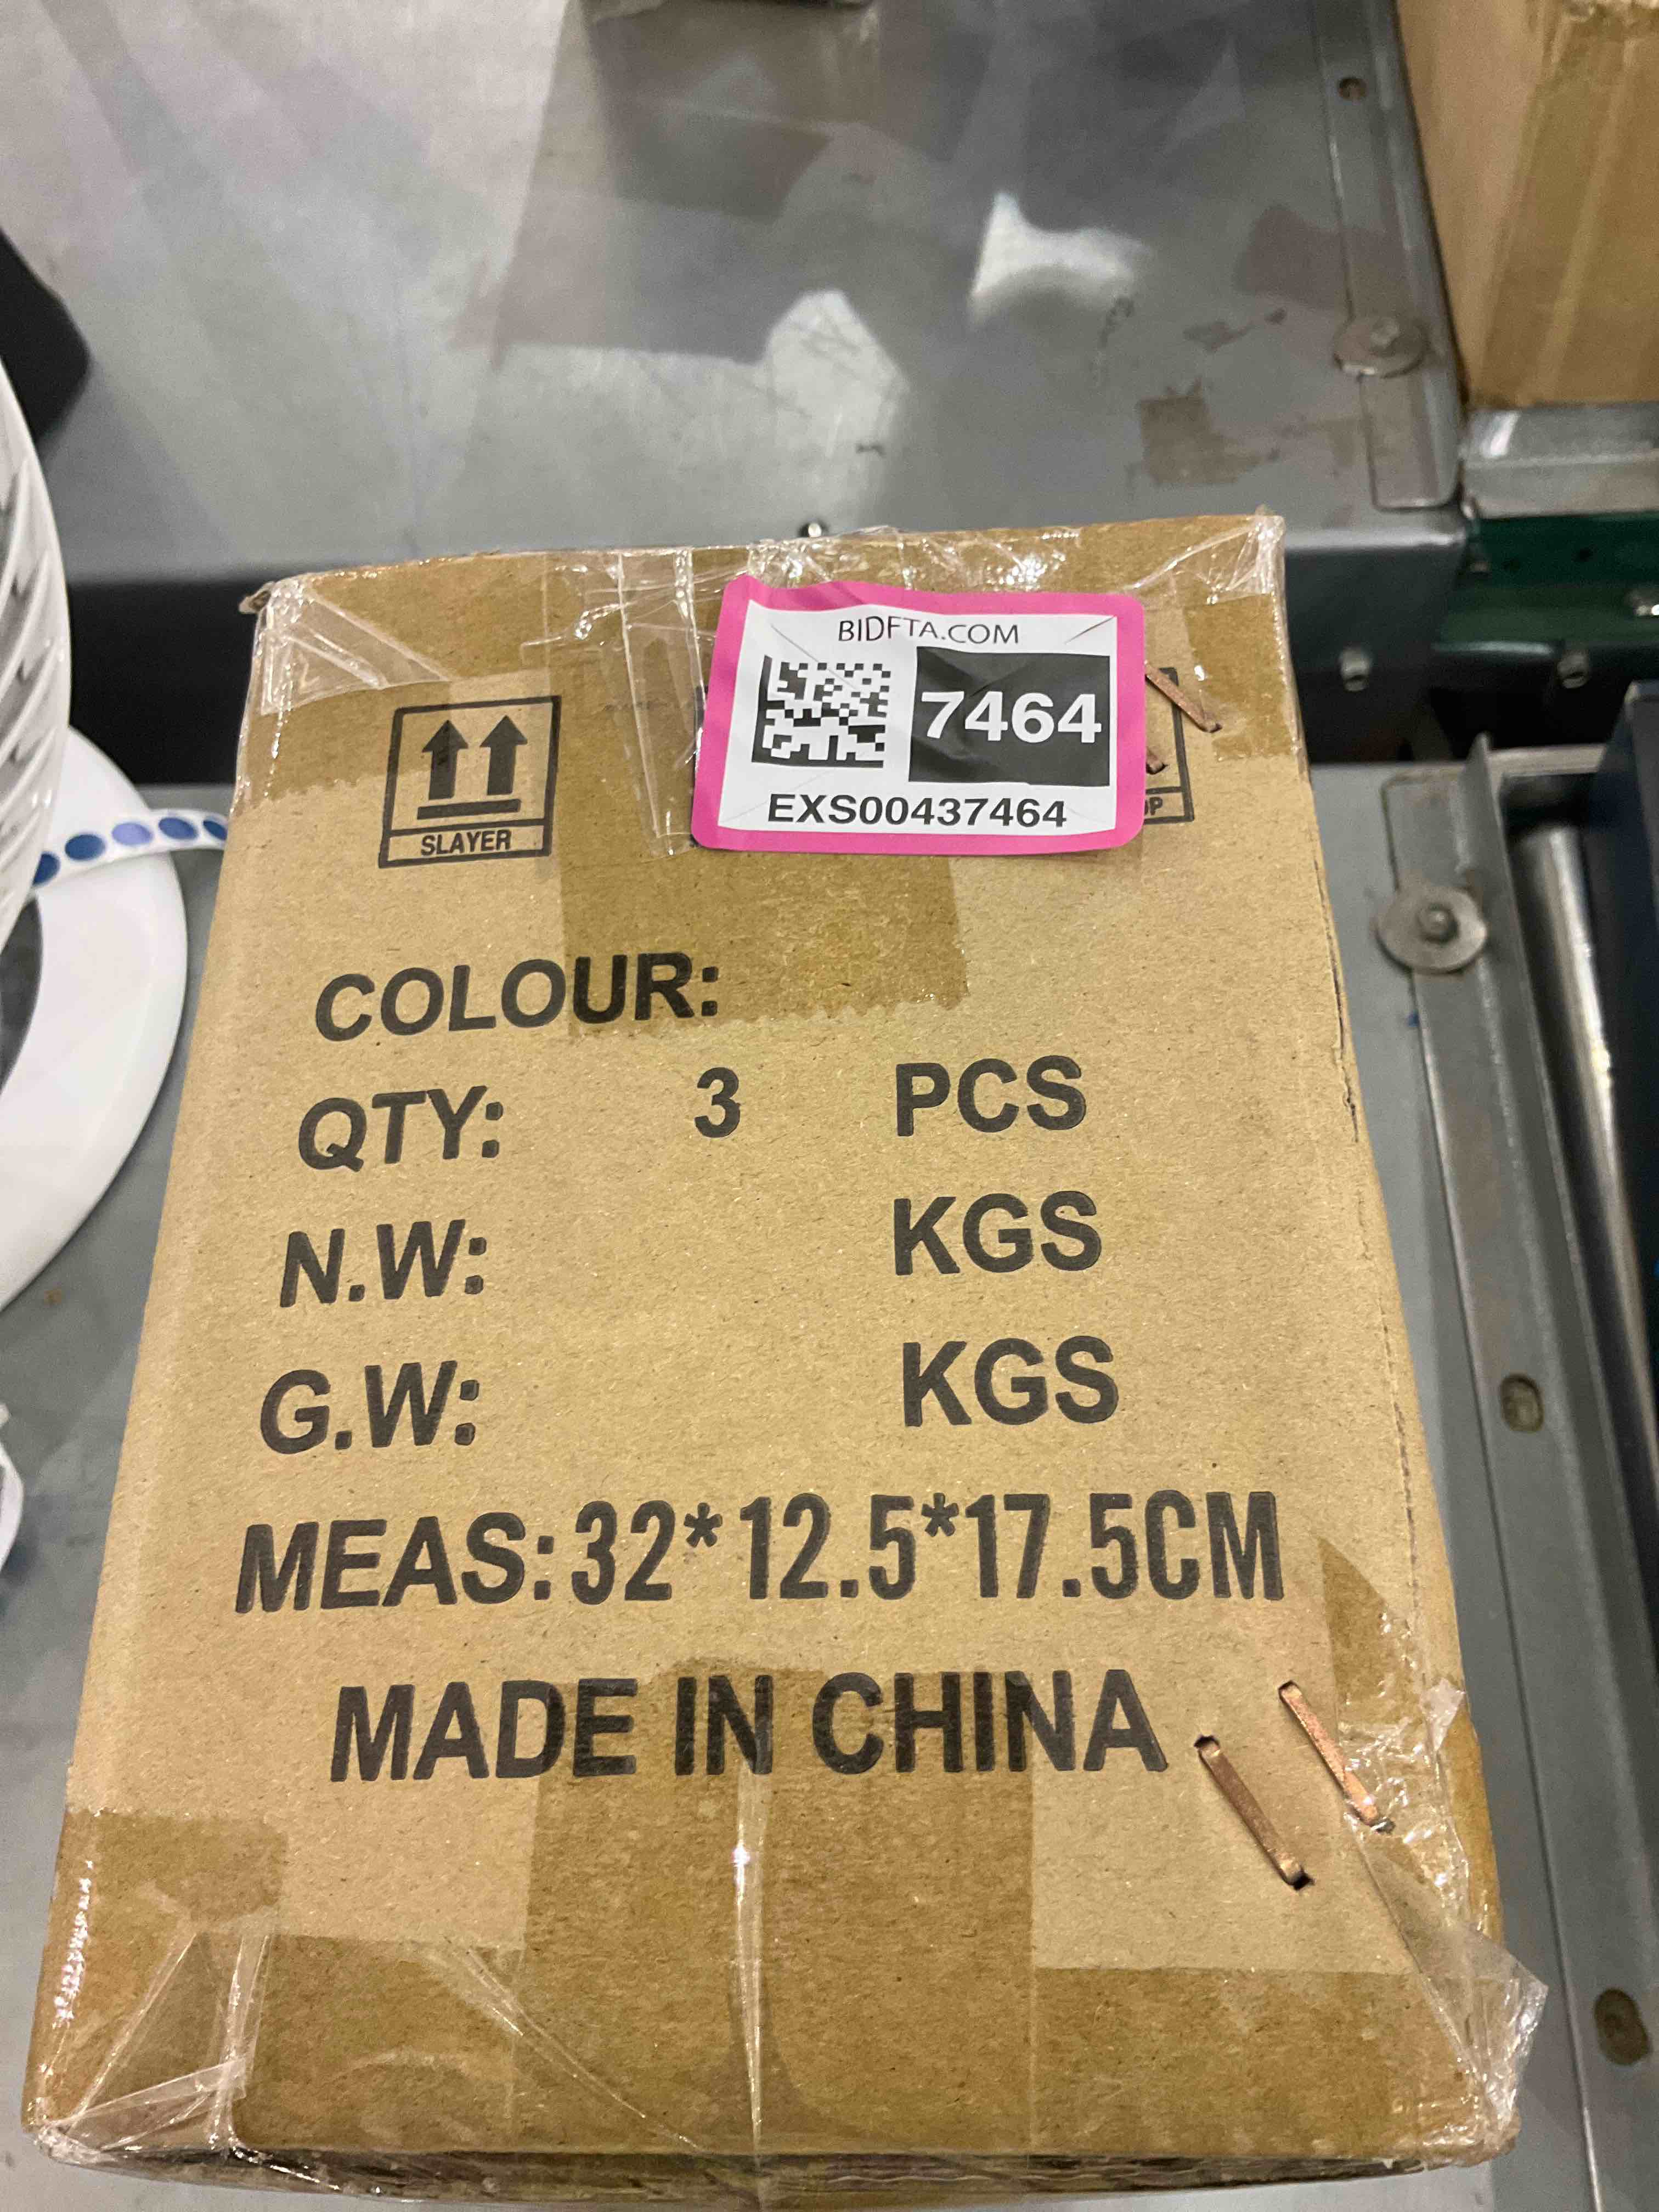 BIDFTA.COM
7464
EXS00437464
SLAYER
OP
COLOUR:
QTY: 3 PCS
N.W: KGS
G.W: KGS
MEAS:32*12.5*17.5CM
MADE IN CHINA